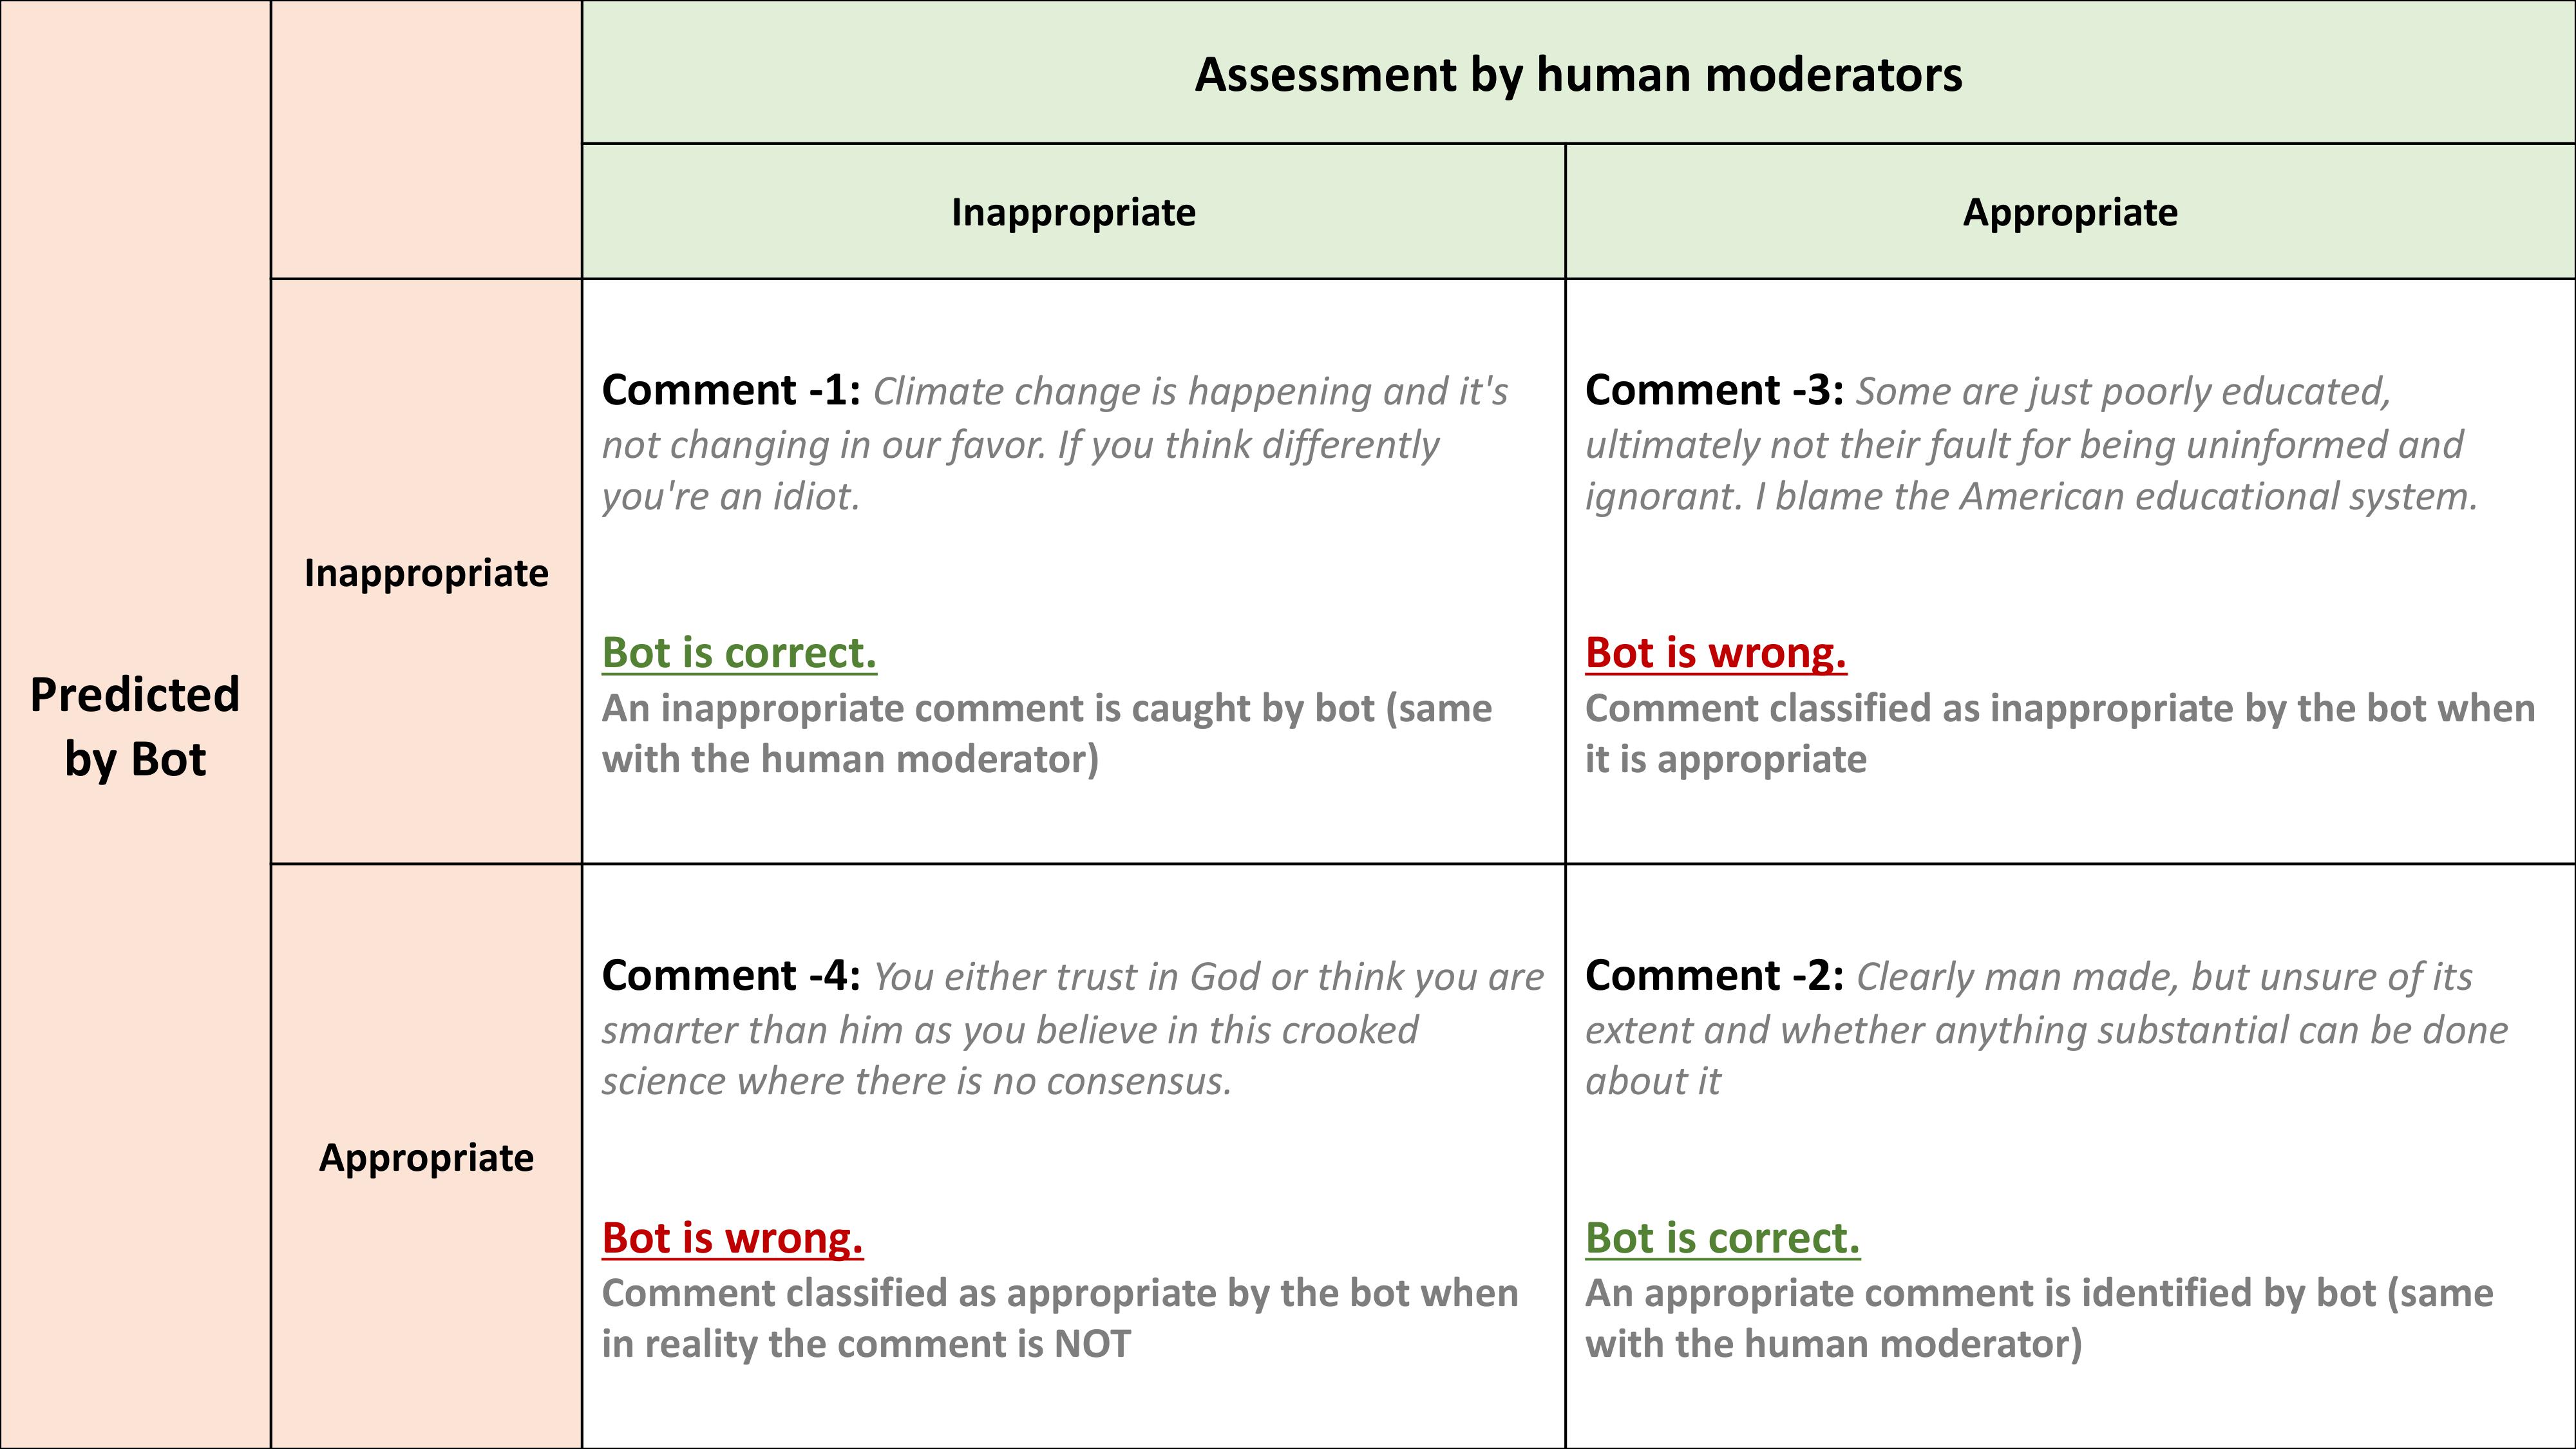 Assessment by human moderators
Inappropriate
Appropriate
Predicted
by Bot
Inappropriate
Comment -1: Climate change is happening and it's
not changing in our favor. If you think differently
you're an idiot.
Bot is correct.
An inappropriate comment is caught by bot (same
with the human moderator)
Comment -3: Some are just poorly educated,
ultimately not their fault for being uninformed and
ignorant. I blame the American educational system.
Bot is wrong.
Comment classified as inappropriate by the bot when
it is appropriate
Appropriate
Comment -4: You either trust in God or think you are
smarter than him as you believe in this crooked
science where there is no consensus.
Bot is wrong.
Comment classified as appropriate by the bot when
in reality the comment is NOT
Comment -2: Clearly man made, but unsure of its
extent and whether anything substantial can be done
about it
Bot is correct.
An appropriate comment is identified by bot (same
with the human moderator)